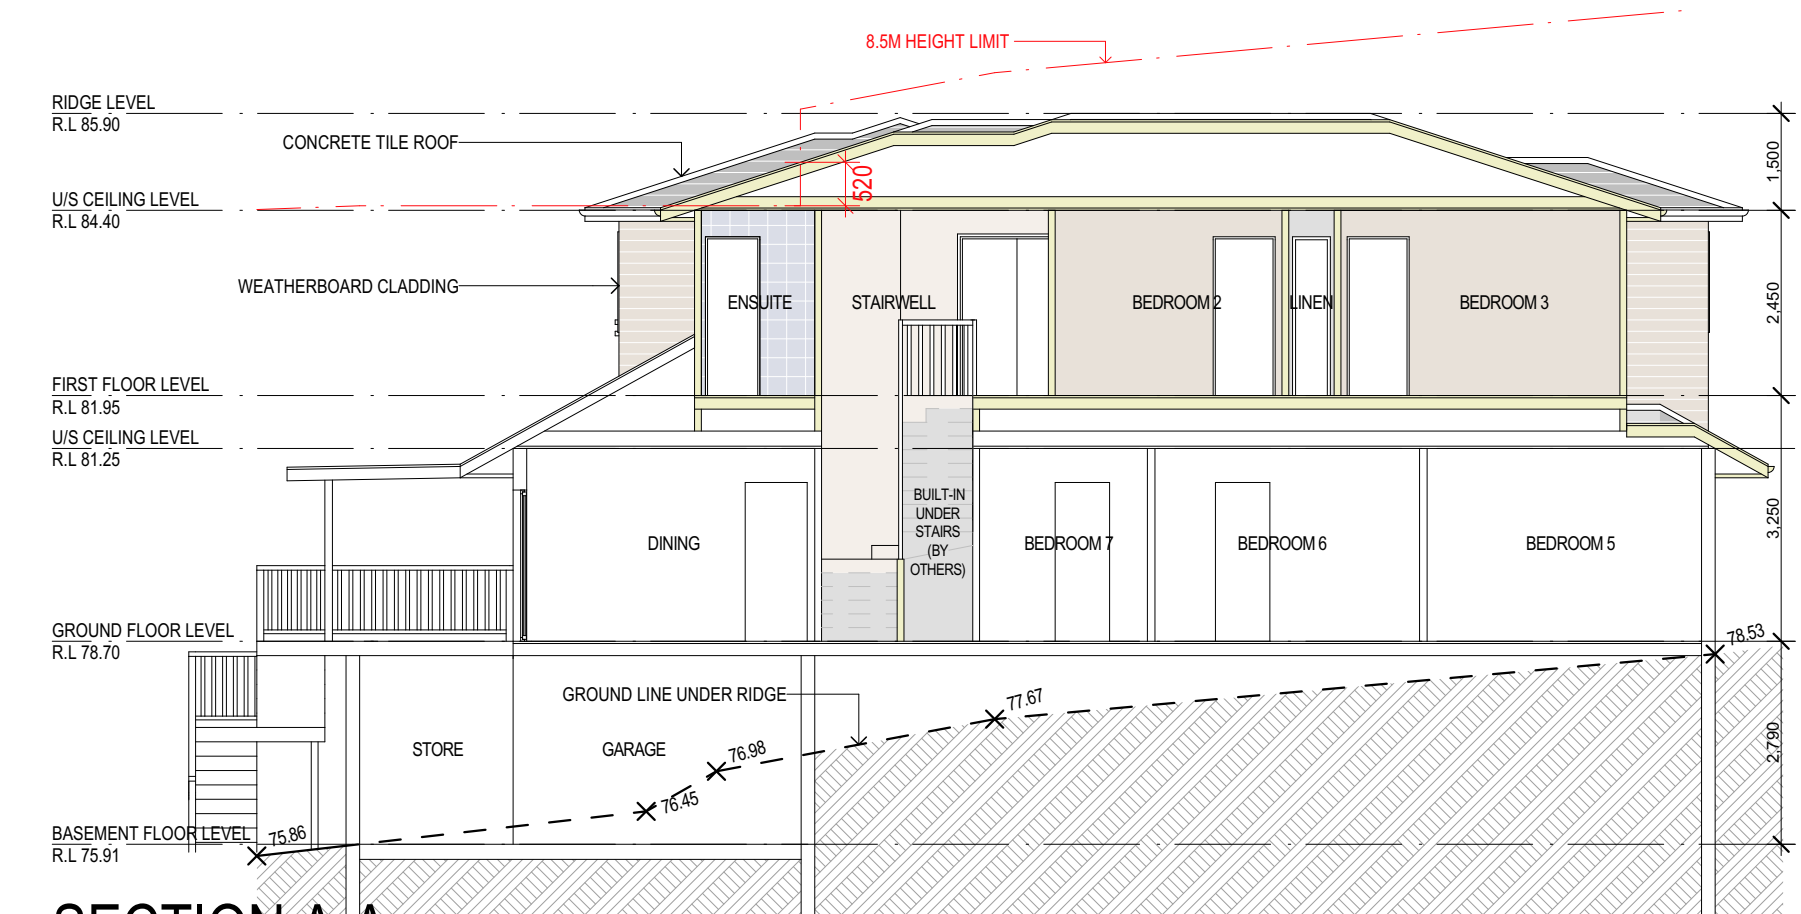 8.5M HEIGHT LIMIT
RIDGE LEVEL
R.L 85.90
CONCRETE TILE ROOF
1,500
520
U/S CEILING LEVEL
R.L 84.40
WEATHERBOARD CLADDING
ENSUITE
STAIRWELL
BEDROOM 2
LINEN
BEDROOM 3
2,450
FIRST FLOOR LEVEL
R.L 81.95
U/S CEILING LEVEL
R.L 81.25
BUILT-IN
UNDER
STAIRS
(BY
OTHERS)
DINING
BEDROOM 7
BEDROOM 6
BEDROOM 5
3,250
GROUND FLOOR LEVEL
R.L 78.70
78.53
GROUND LINE UNDER RIDGE
77.67
STORE
GARAGE
76.98
76.45
2,790
BASEMENT FLOOR LEVEL
R.L 75.91
75.86
SECTION A-A